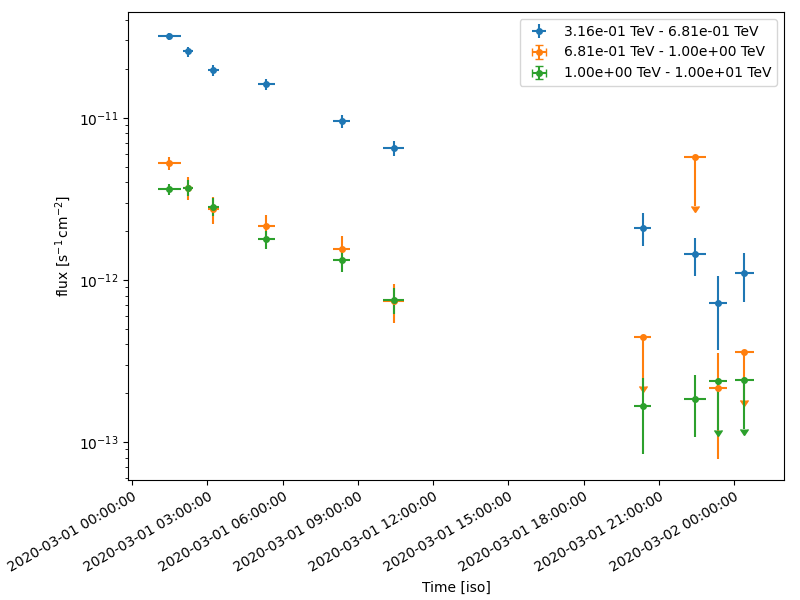 3.16e-01 TeV - 6.81e-01 TeV
6.81e-01 TeV - 1.00e+00 TeV
1.00e+00 TeV - 1.00e+01 TeV
10⁻¹¹
10⁻¹²
10⁻¹³
flux [s⁻¹ cm⁻²]
2020-03-01 00:00:00
2020-03-01 03:00:00
2020-03-01 06:00:00
2020-03-01 09:00:00
2020-03-01 12:00:00
2020-03-01 15:00:00
2020-03-01 18:00:00
2020-03-01 21:00:00
2020-03-02 00:00:00
Time [iso]